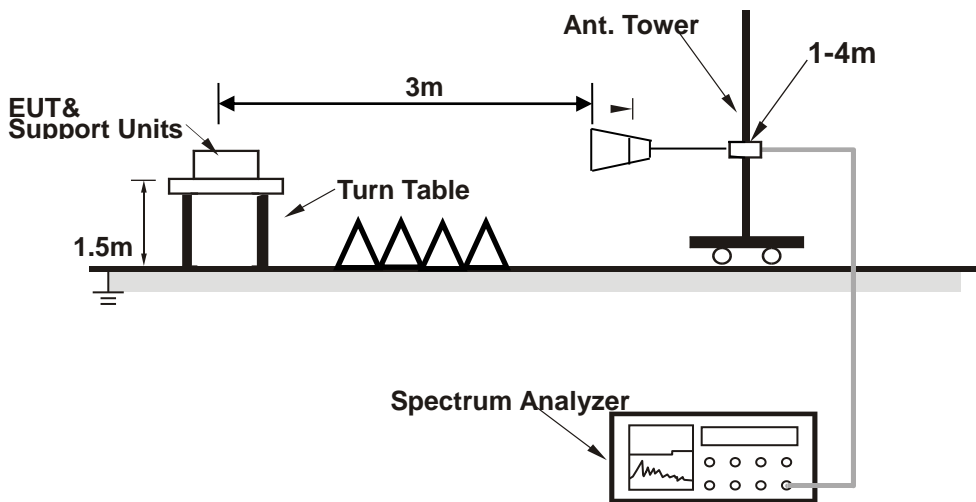 Ant. Tower
1-4m
3m
EUT&
Support Units
Turn Table
1.5m
Spectrum Analyzer